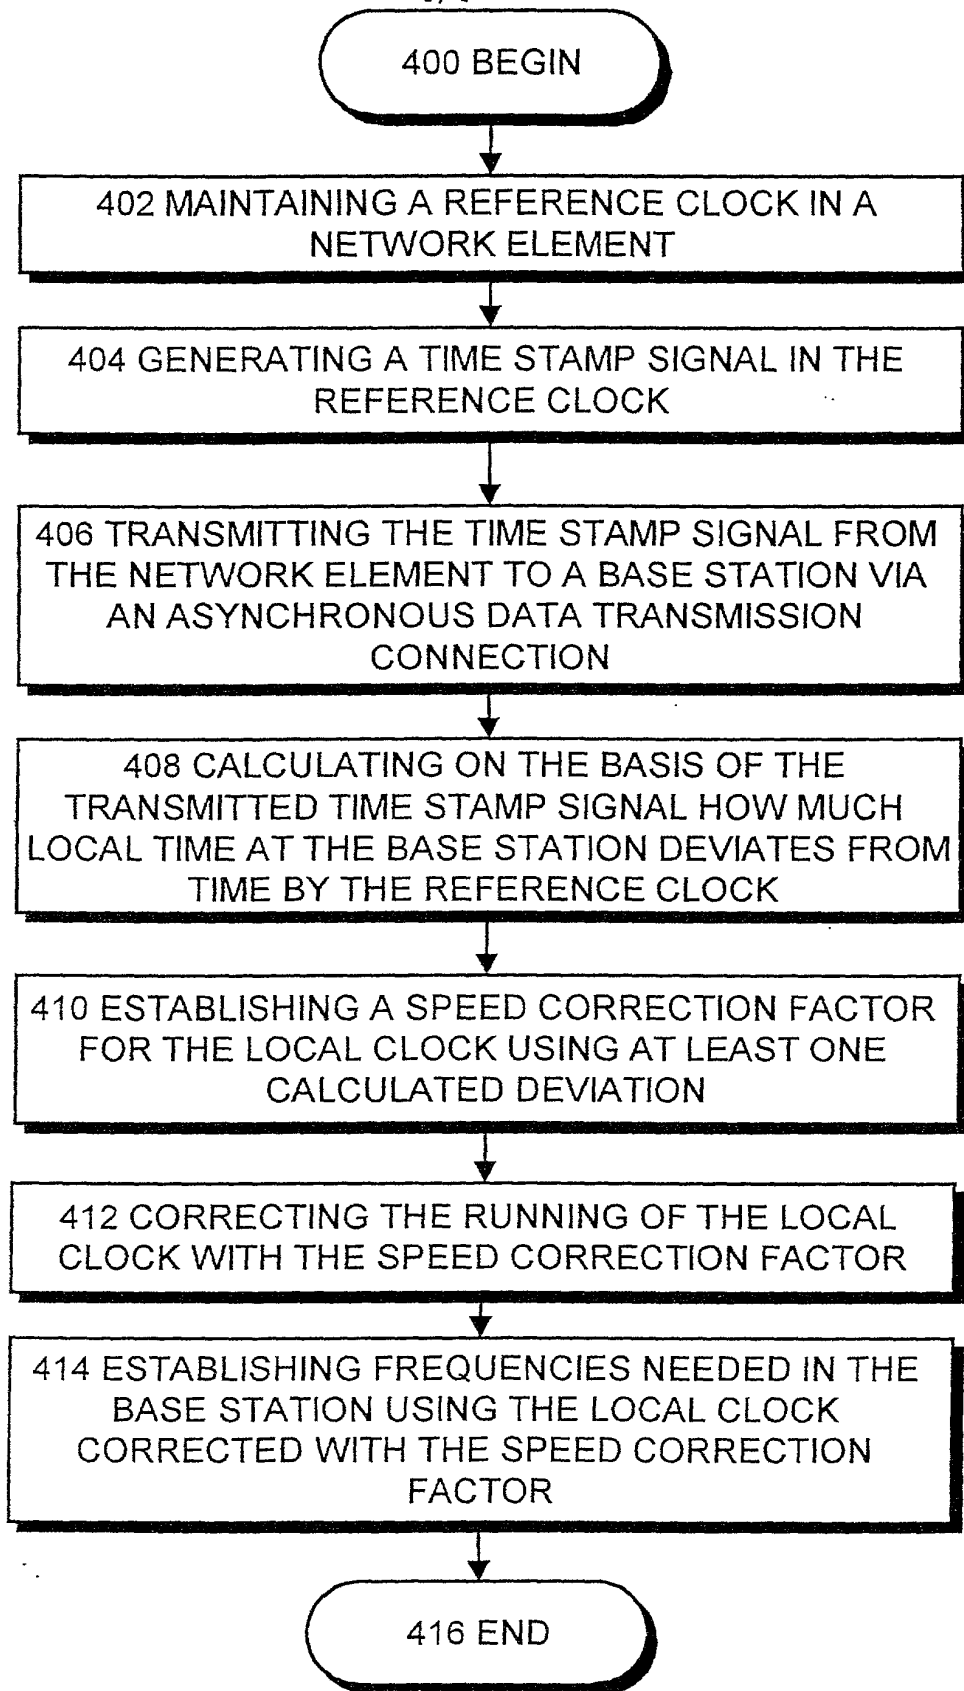 400 BEGIN
402 MAINTAINING A REFERENCE CLOCK IN A
NETWORK ELEMENT
404 GENERATING A TIME STAMP SIGNAL IN THE
REFERENCE CLOCK
406 TRANSMITTING THE TIME STAMP SIGNAL FROM
THE NETWORK ELEMENT TO A BASE STATION VIA
AN ASYNCHRONOUS DATA TRANSMISSION
CONNECTION
408 CALCULATING ON THE BASIS OF THE
TRANSMITTED TIME STAMP SIGNAL HOW MUCH
LOCAL TIME AT THE BASE STATION DEVIATES FROM
TIME BY THE REFERENCE CLOCK
410 ESTABLISHING A SPEED CORRECTION FACTOR
FOR THE LOCAL CLOCK USING AT LEAST ONE
CALCULATED DEVIATION
412 CORRECTING THE RUNNING OF THE LOCAL
CLOCK WITH THE SPEED CORRECTION FACTOR
414 ESTABLISHING FREQUENCIES NEEDED IN THE
BASE STATION USING THE LOCAL CLOCK
CORRECTED WITH THE SPEED CORRECTION
FACTOR
416 END